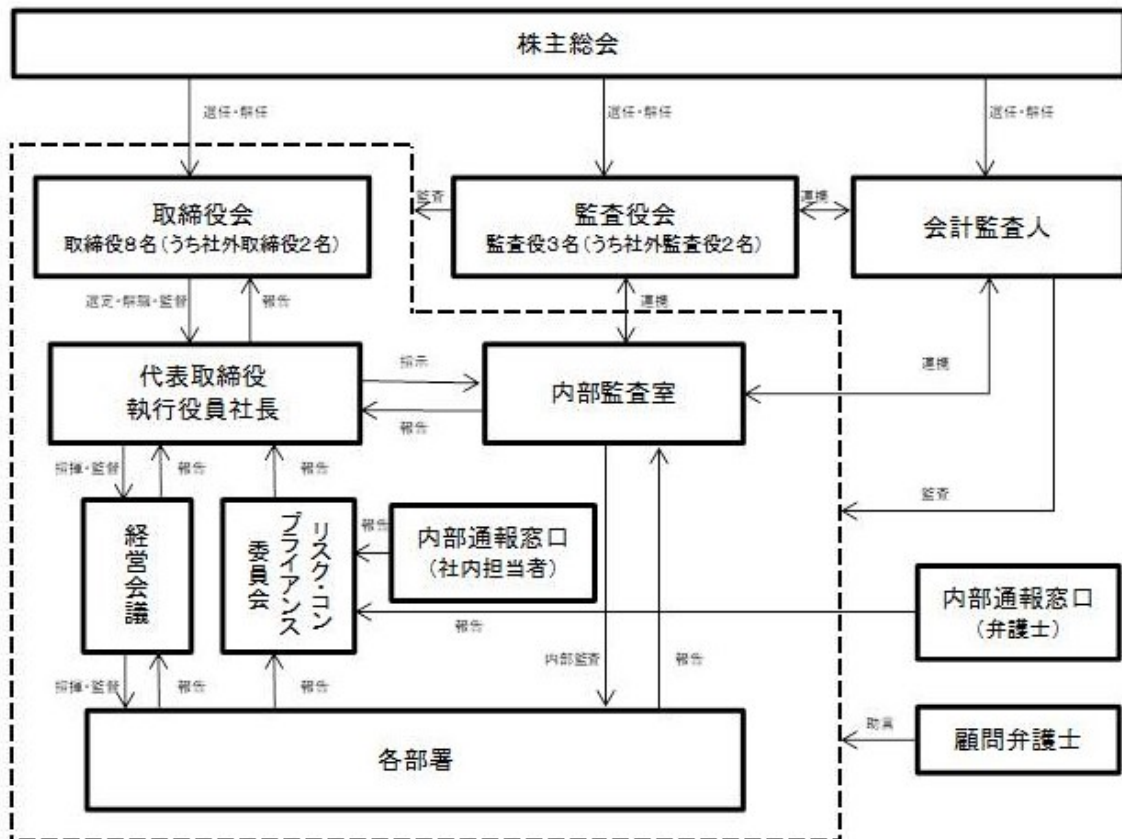 株主総会
選任・解任
選任・解任
選任・解任
取締役会
取締役8名(うち社外取締役2名)
監査
監査役会
監査役3名(うち社外監査役2名)
連携
会計監査人
選定・解職・監督
報告
連携
代表取締役
執行役員社長
指示
報告
内部監査室
連携
指揮・監督
報告
報告
監査
経営会議
リスク・コン
プライアンス
委員会
報告
内部通報窓口
(社内担当者)
報告
内部通報窓口
(弁護士)
指揮・監督
報告
報告
内部監査
報告
各部署
助言
顧問弁護士